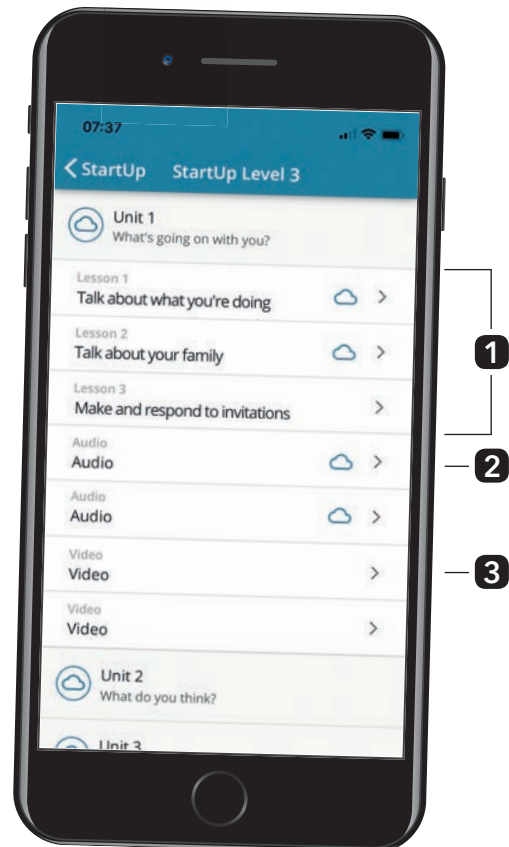 07:37
StartUp StartUp Level 3
Unit 1
What's going on with you?
Lesson 1
Talk about what you're doing
Lesson 2
Talk about your family
Lesson 3
Make and respond to invitations
1
Audio
Audio
2
Audio
Audio
Video
Video
3
Video
Video
Unit 2
What do you think?
Unit 3